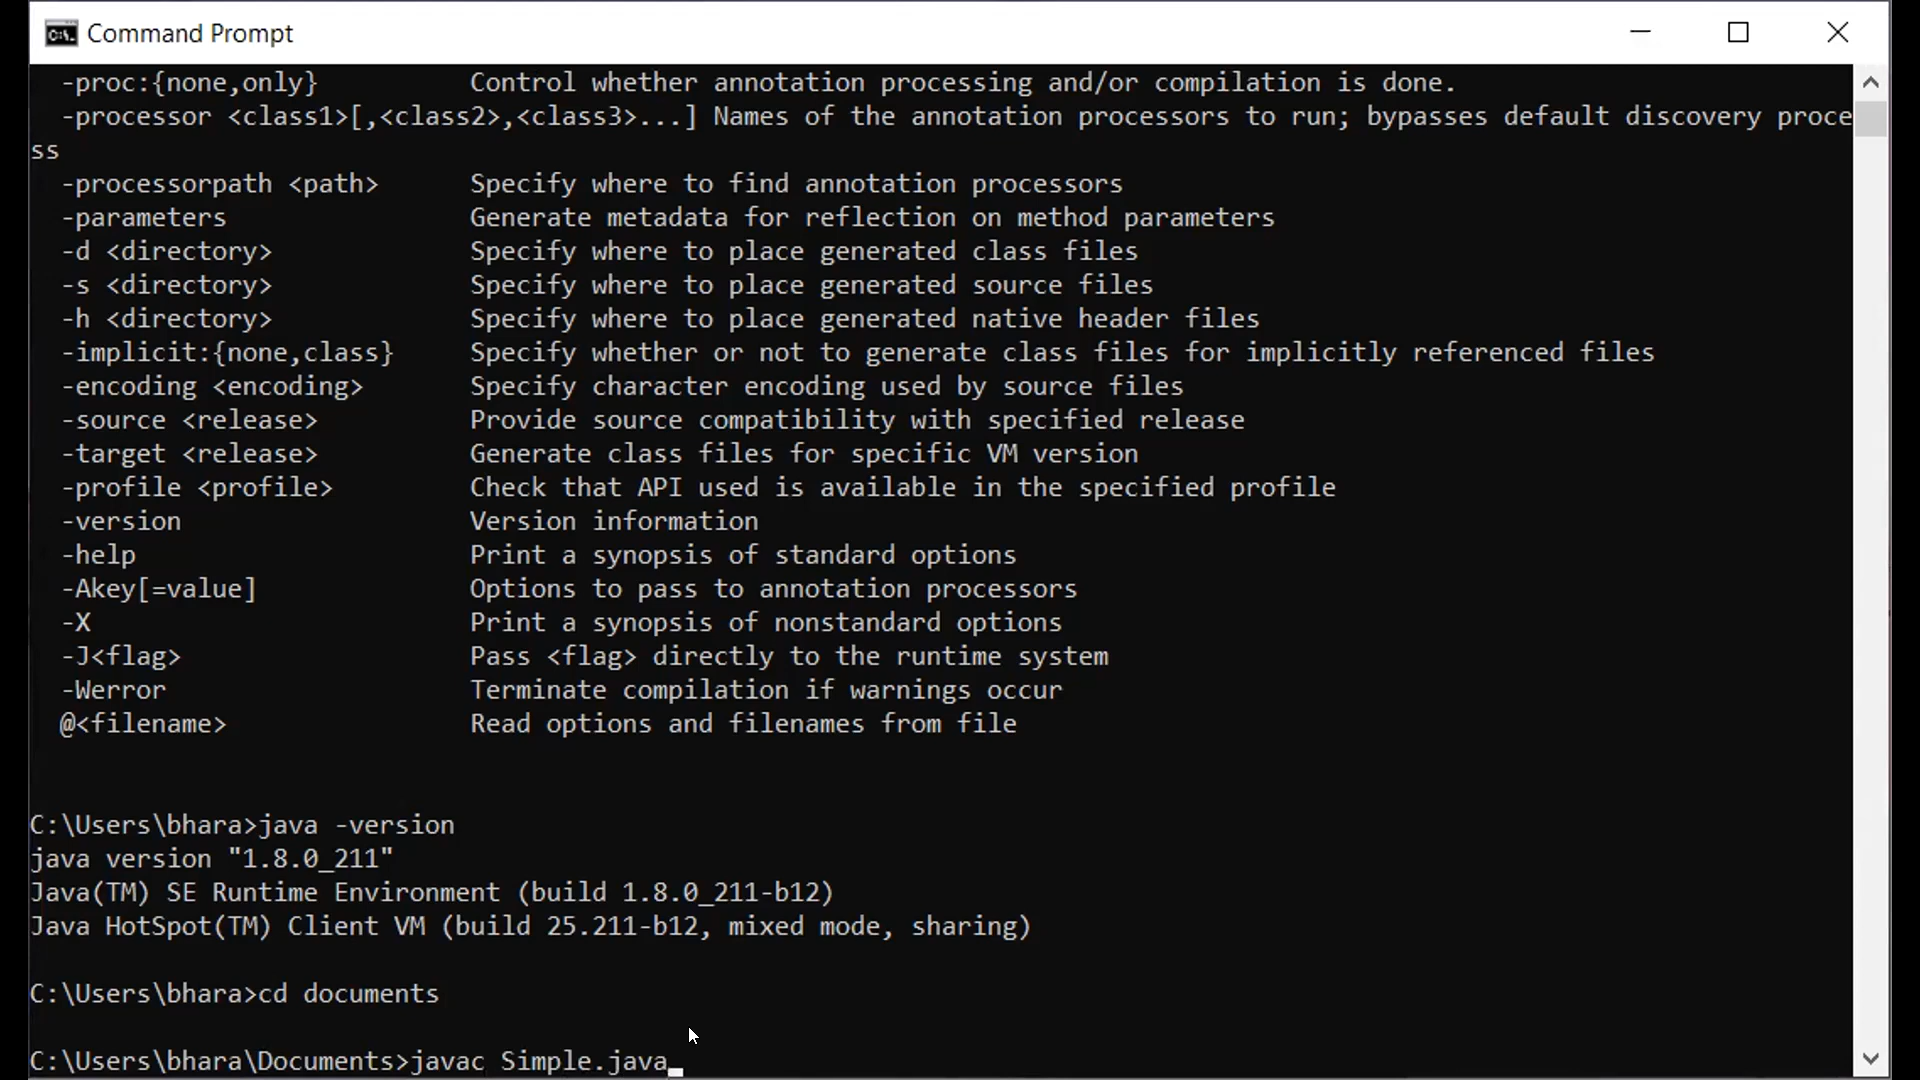 Command Prompt
-proc:{none,only} Control whether annotation processing and/or compilation is done.
-processor <class1>[,<class2>,<class3>...] Names of the annotation processors to run; bypasses default discovery proce
ss
-processorpath <path> Specify where to find annotation processors
-parameters Generate metadata for reflection on method parameters
-d <directory> Specify where to place generated class files
-s <directory> Specify where to place generated source files
-h <directory> Specify where to place generated native header files
-implicit:{none,class} Specify whether or not to generate class files for implicitly referenced files
-encoding <encoding> Specify character encoding used by source files
-source <release> Provide source compatibility with specified release
-target <release> Generate class files for specific VM version
-profile <profile> Check that API used is available in the specified profile
-version Version information
-help Print a synopsis of standard options
-Akey[=value] Options to pass to annotation processors
-X Print a synopsis of nonstandard options
-J<flag> Pass <flag> directly to the runtime system
-Werror Terminate compilation if warnings occur
@<filename> Read options and filenames from file
C:\Users\bhara>java -version
java version "1.8.0_211"
Java(TM) SE Runtime Environment (build 1.8.0_211-b12)
Java HotSpot(TM) Client VM (build 25.211-b12, mixed mode, sharing)
C:\Users\bhara>cd documents
C:\Users\bhara\Documents>javac Simple.java